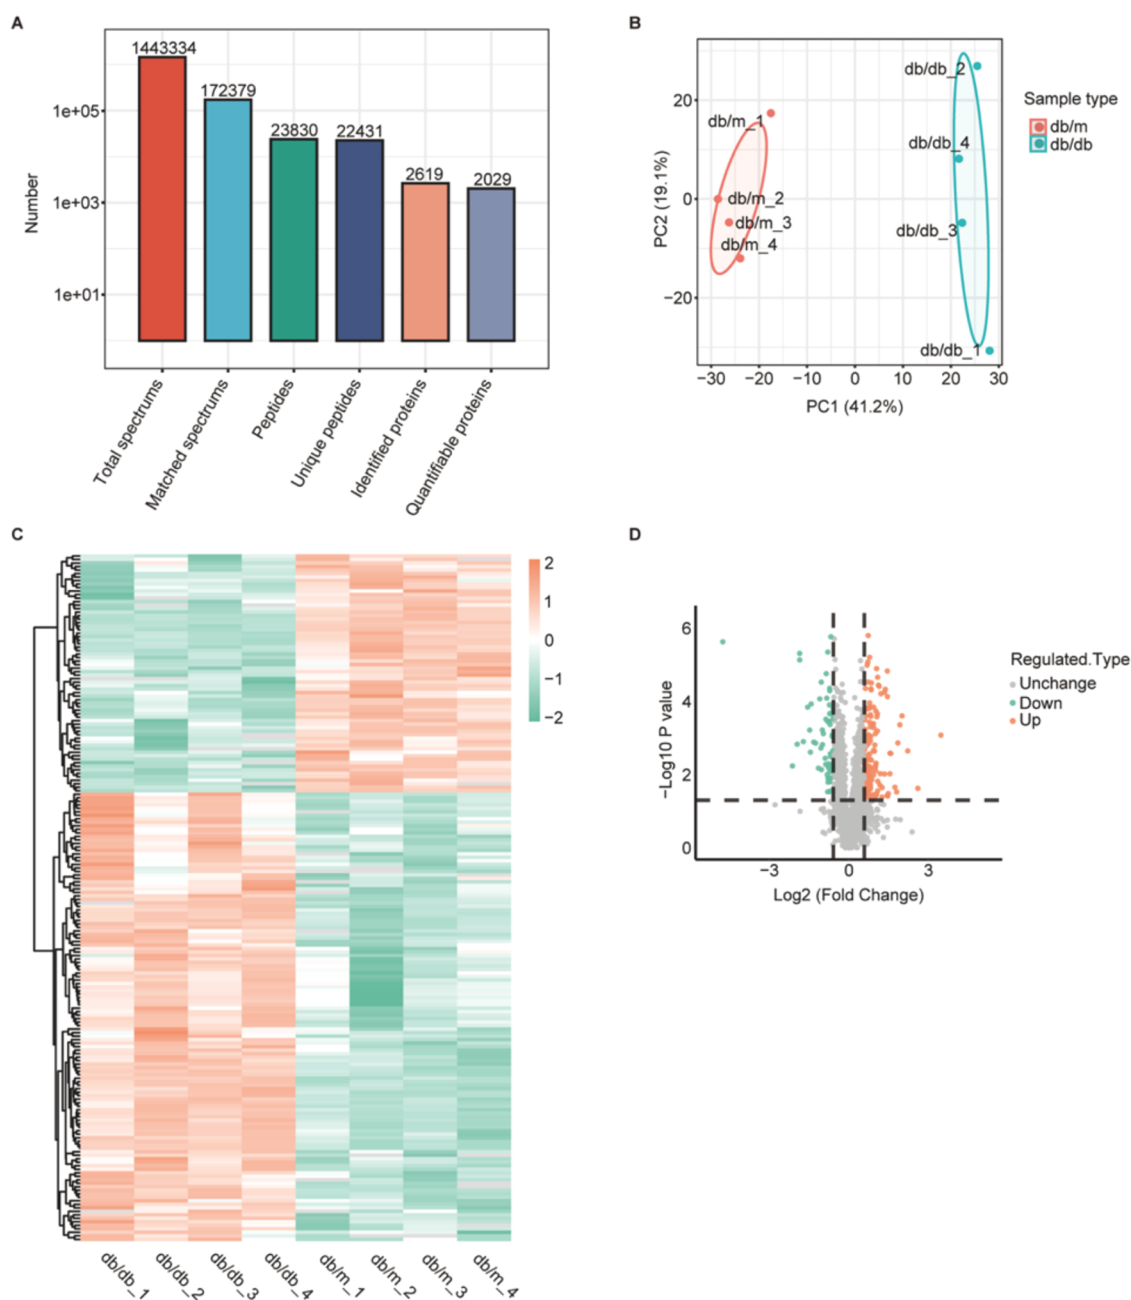 A
1443334
172379
23830
22431
2619
2029
1e+05
1e+03
1e+01
Number
Total spectrums
Matched spectrums
Peptides
Unique peptides
Identified proteins
Quantifiable proteins
B
db/db_2
db/m_1
db/db_4
db/m_2
db/m_3
db/db_3
db/m_4
db/db_1
20
0
−20
PC2 (19.1%)
−30
−20
−10
0
10
20
30
PC1 (41.2%)
Sample type
db/m
db/db
C
2
1
0
−1
−2
db/db_1
db/db_2
db/db_3
db/db_4
db/m_1
db/m_2
db/m_3
db/m_4
D
6
4
2
0
−Log10 P value
−3
0
3
Log2 (Fold Change)
Regulated.Type
Unchange
Down
Up